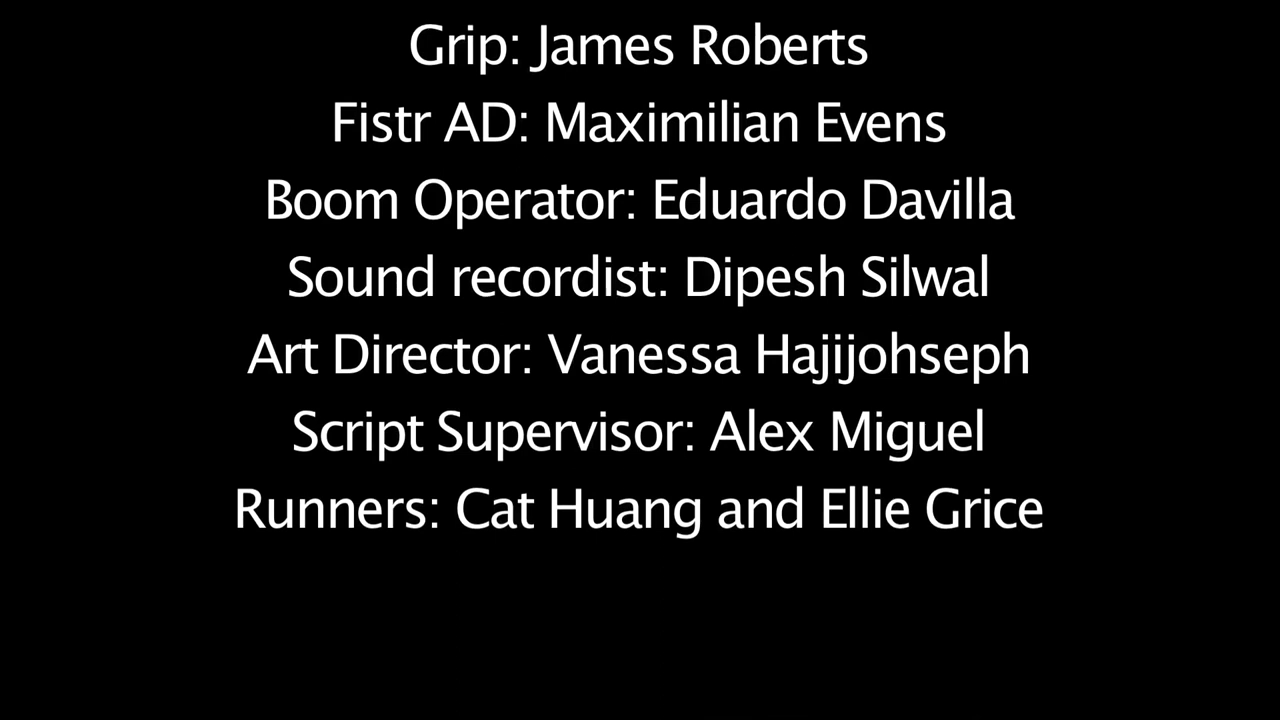 Grip: James Roberts
Fistr AD: Maximilian Evens
Boom Operator: Eduardo Davilla
Sound recordist: Dipesh Silwal
Art Director: Vanessa Hajijohseph
Script Supervisor: Alex Miguel
Runners: Cat Huang and Ellie Grice